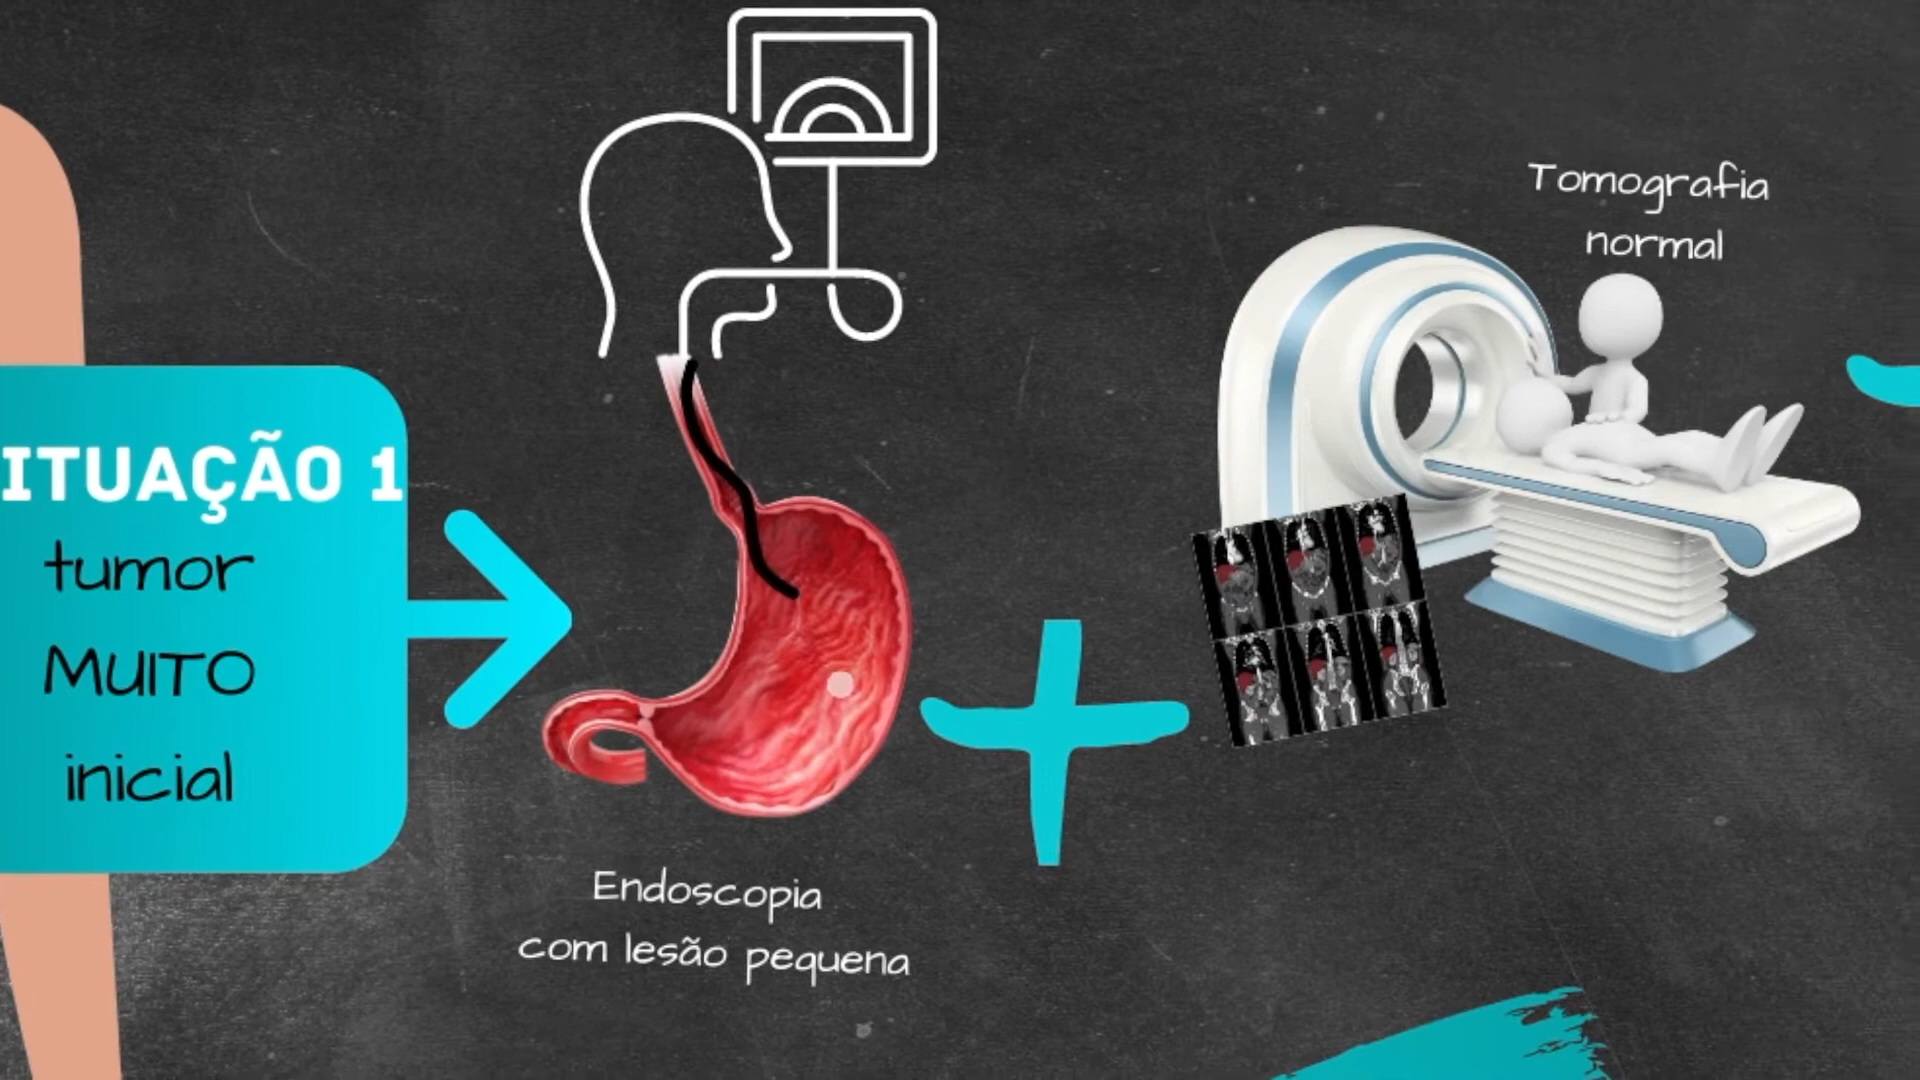 ITUAÇÃO 1
tumor
MUITO
inicial
Endoscopia
com lesão pequena
Tomografia
normal